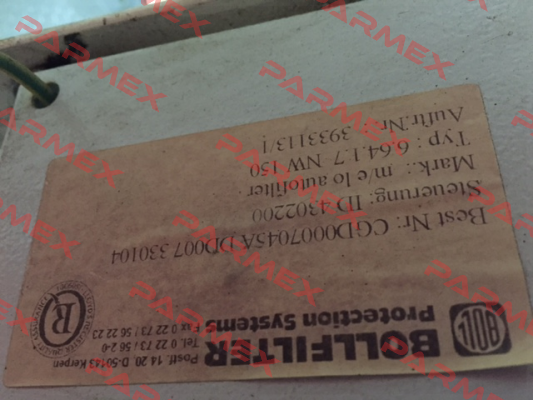 BOLL
BOLLFILTER
Protection Systems
Postf. 14 20 D-50143 Kerpen
Tel. 0 22 73 / 56 2-0
Fax 0 22 73 / 56 22 23
R
Best Nr: CGD0007045A DD007 330104
Steuerung: ID 4302200
Mark.: m/e lo autofilter
Typ : 6.64.1.7 NW 150
Auftr.Nr.: 3933113/1
PARMEX